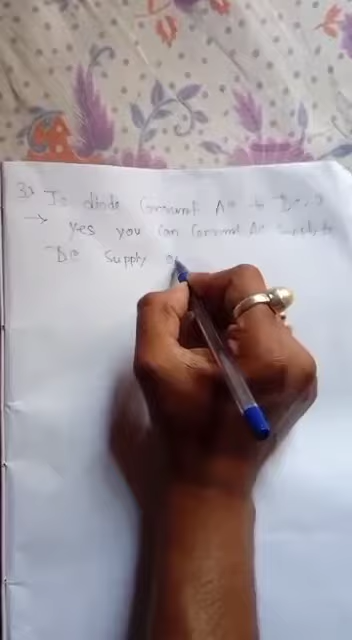 3) Is diode Convert AC to DC ?
→ yes you can Convert AC supply to
DC supply